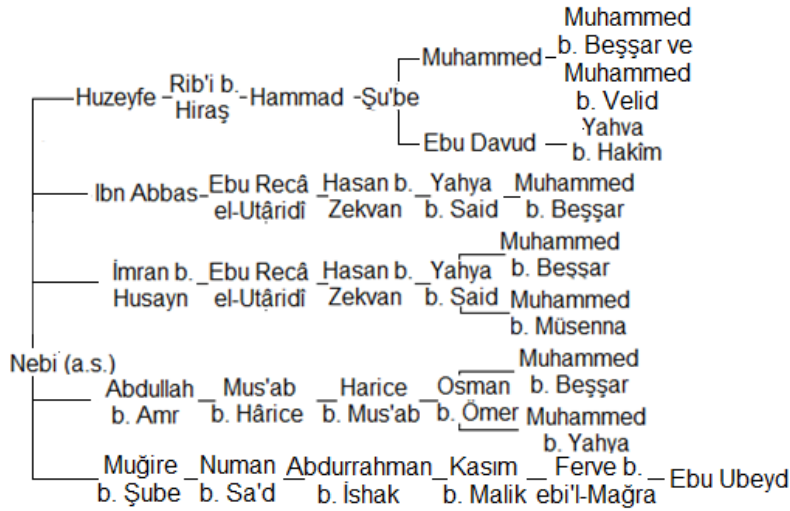 Muhammed
b. Beşşar ve
Muhammed
b. Velid
Huzeyfe
Rib'i b.
Hiraş
Hammad
Şu'be
Muhammed
Ebu Davud
Yahva
b. Hakîm
Ibn Abbas
Ebu Recâ
el-Utâridî
Hasan b.
Zekvan
Yahya
b. Said
Muhammed
b. Beşşar
İmran b.
Husayn
Ebu Recâ
el-Utâridî
Hasan b.
Zekvan
Yahya
b. Said
Muhammed
b. Beşşar
Muhammed
b. Müsenna
Nebi (a.s.)
Abdullah
b. Amr
Mus'ab
b. Hârice
Harice
b. Mus'ab
Osman
b. Ömer
Muhammed
b. Beşşar
Muhammed
b. Yahya
Muğire
b. Şube
Numan
b. Sa'd
Abdurrahman
b. İshak
Kasım
b. Malik
Ferve b.
ebi'l-Mağra
Ebu Ubeyd